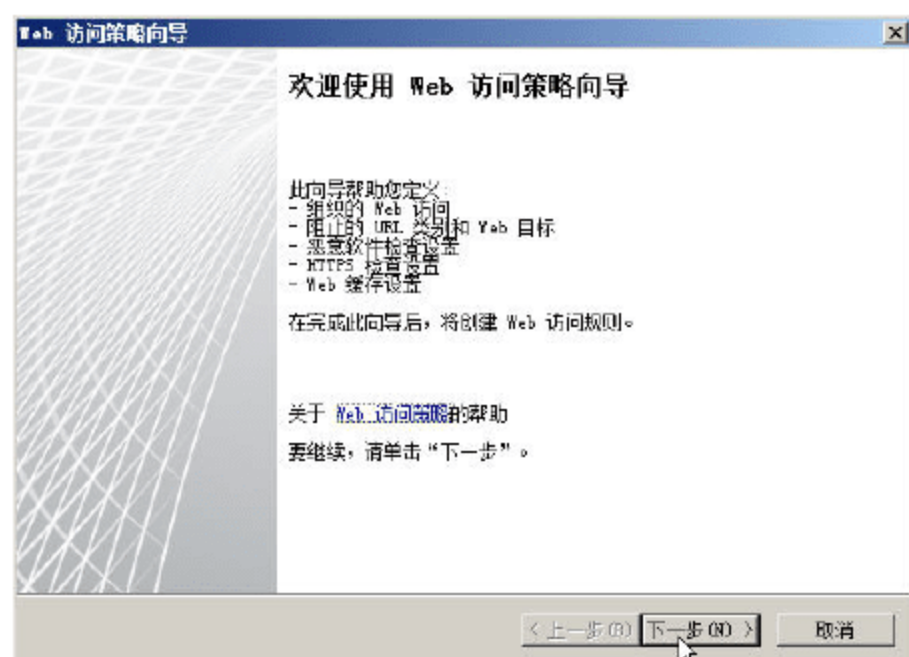 Web 访问策略向导
欢迎使用 Web 访问策略向导
此向导帮助您定义:
- 组织的 Web 访问
- 阻止的 URL 类别和 Web 目标
- 恶意软件检查设置
- HTTPS 检查设置
- Web 缓存设置
在完成此向导后，将创建 Web 访问规则。
关于 Web 访问策略的帮助
要继续，请单击“下一步”。
< 上一步(B) 下一步(N) > 取消